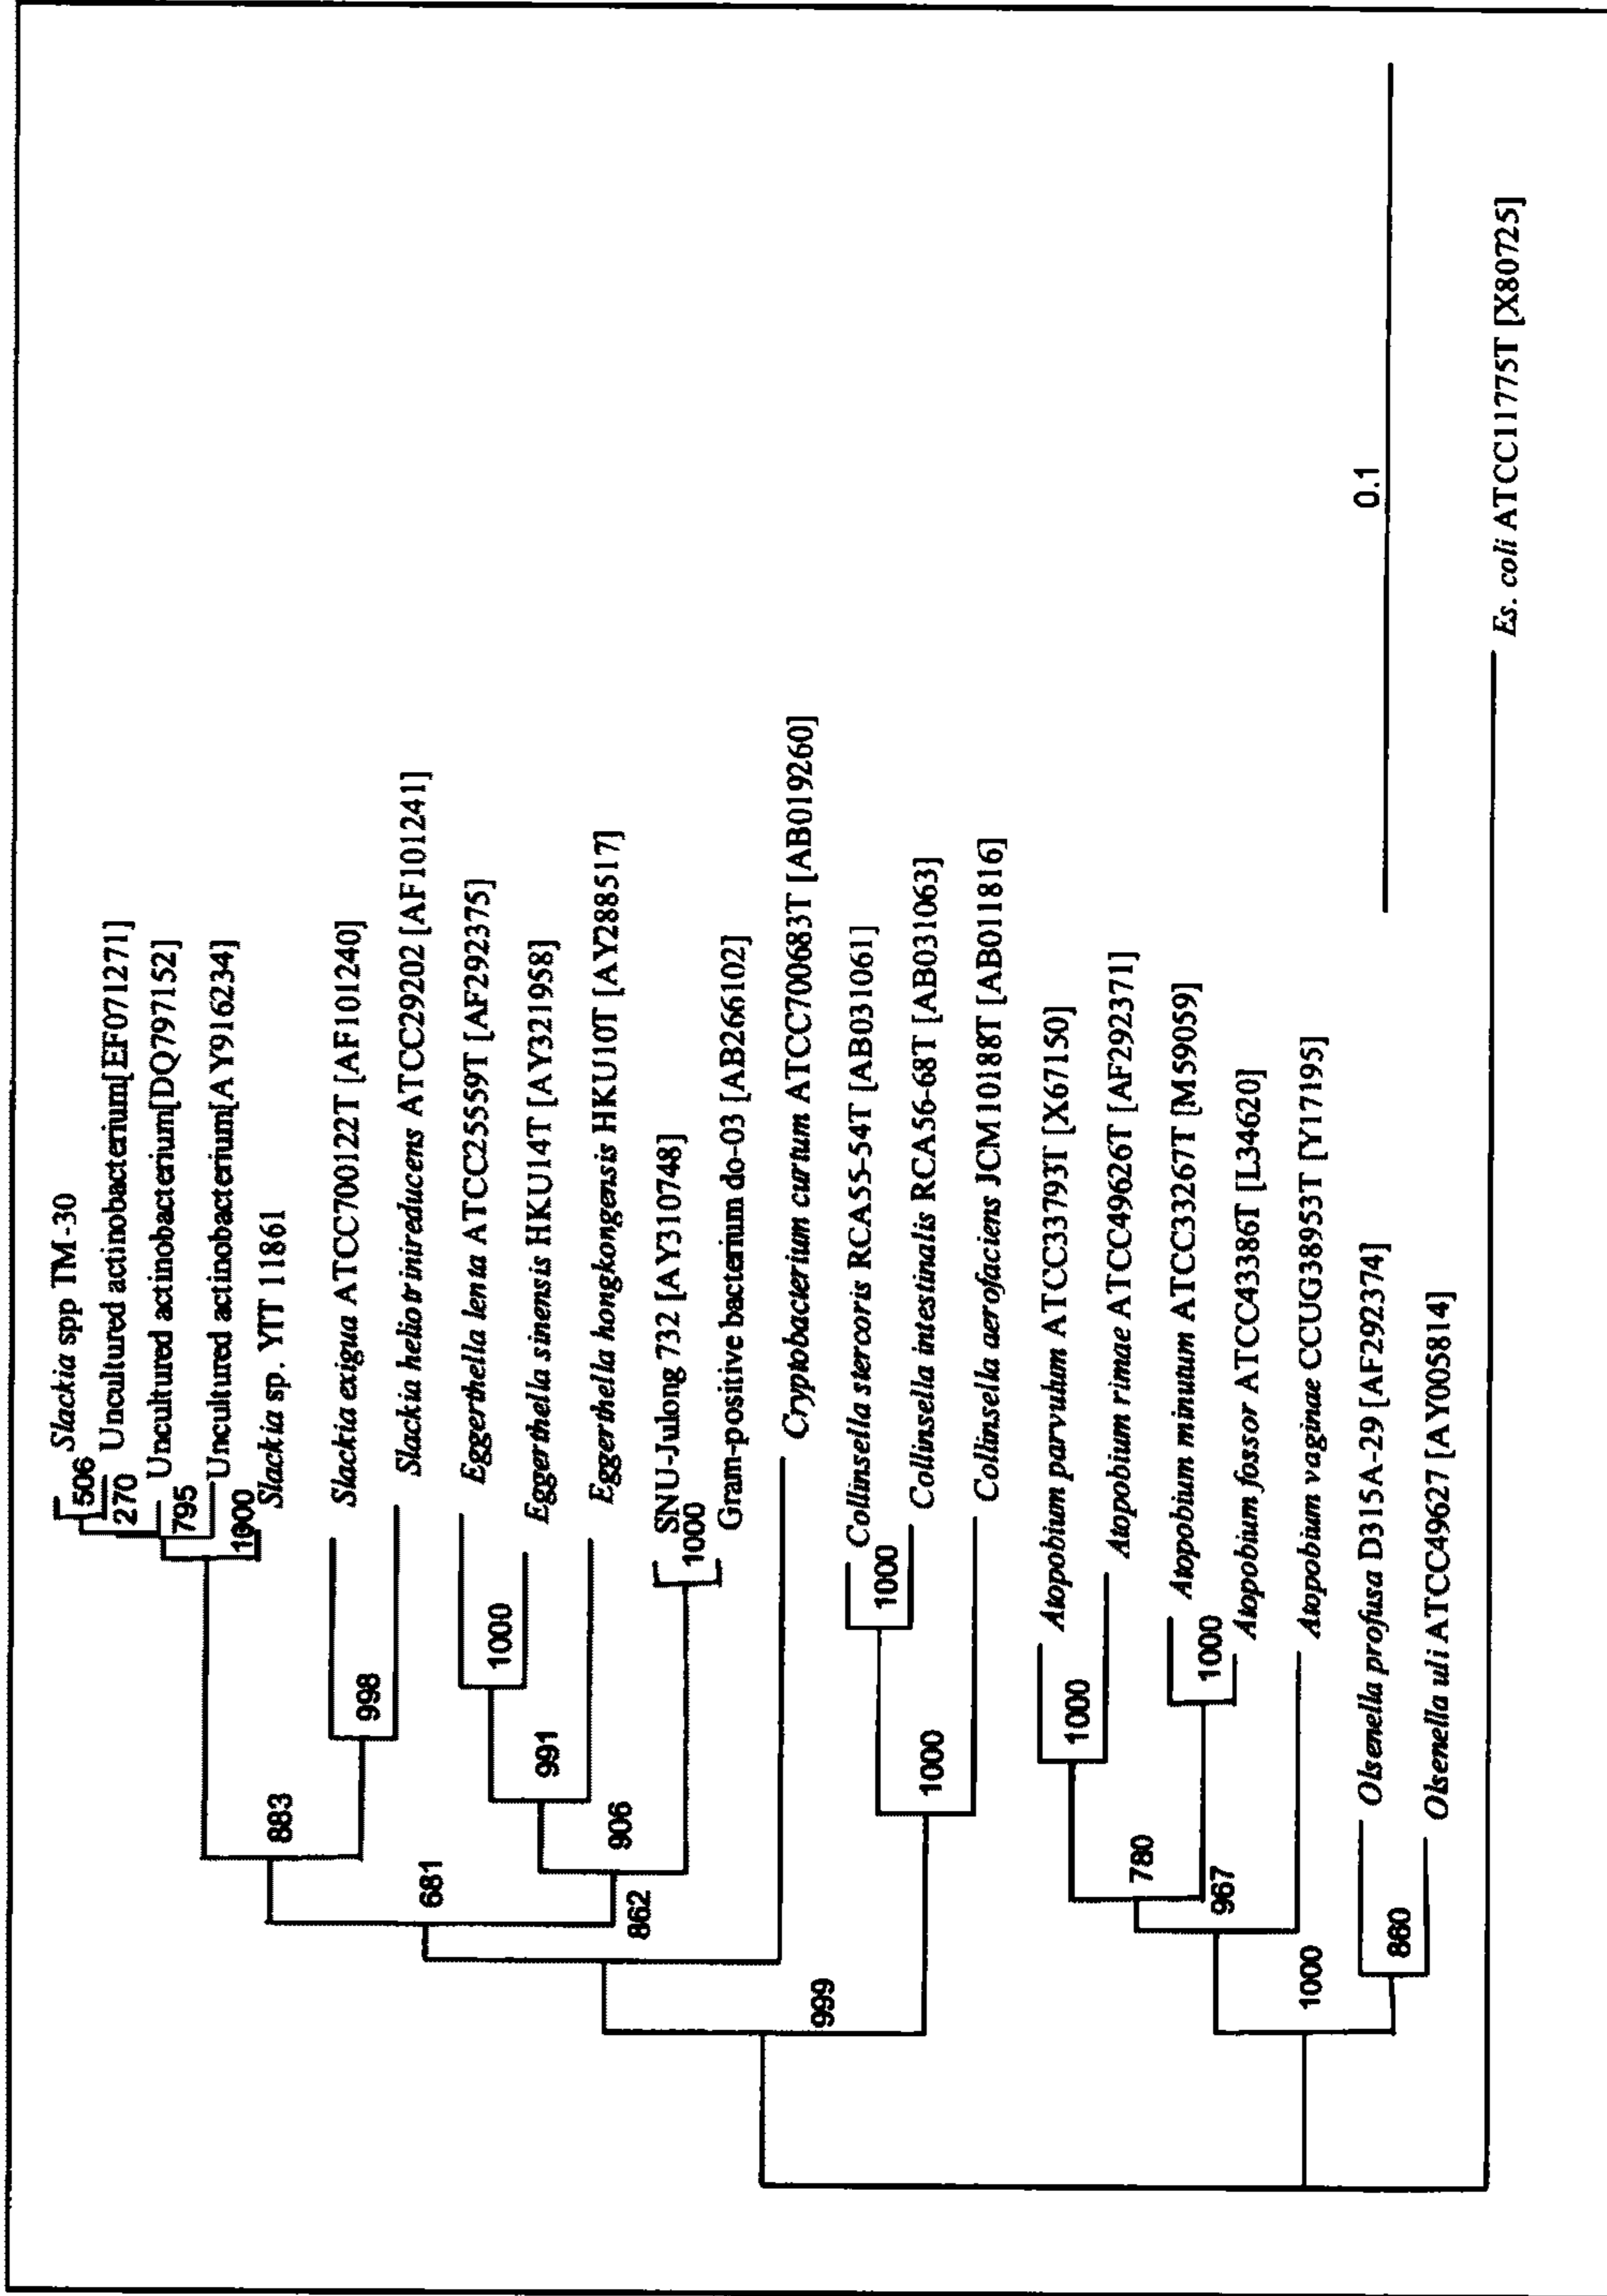 Slackia spp TM-30
506
Uncultured actinobacterium[EF071271]
270
Uncultured actinobacterium[DQ797152]
795
Uncultured actinobacterium[AY916234]
1000
Slackia sp. YIT 11861
883
Slackia exigua ATCC700122T [AF101240]
998
Slackia heliotrinireducens ATCC29202 [AF101241]
681
Eggerthella lenta ATCC25559T [AF292375]
1000
Eggerthella sinensis HKU14T [AY321958]
991
Eggerthella hongkongensis HKU10T [AY288517]
906
862
SNU-Julong 732 [AY310748]
1000
Gram-positive bacterium do-03 [AB266102]
Cryptobacterium curtum ATCC700683T [AB019260]
999
Collinsella stercoris RCA55-54T [AB031061]
1000
Collinsella intestinalis RCA56-68T [AB031063]
1000
Collinsella aerofaciens JCM10188T [AB011816]
Atopobium parvulum ATCC33793T [X67150]
1000
Atopobium rimae ATCC49626T [AF292371]
780
Atopobium minutum ATCC33267T [M59059]
1000
967
Atopobium fossor ATCC43386T [L34620]
Atopobium vaginae CCUG38953T [Y17195]
1000
Olsenella profusa D315A-29 [AF292374]
860
Olsenella uli ATCC49627 [AY005814]
0.1
Es. coli ATCC11775T [X80725]